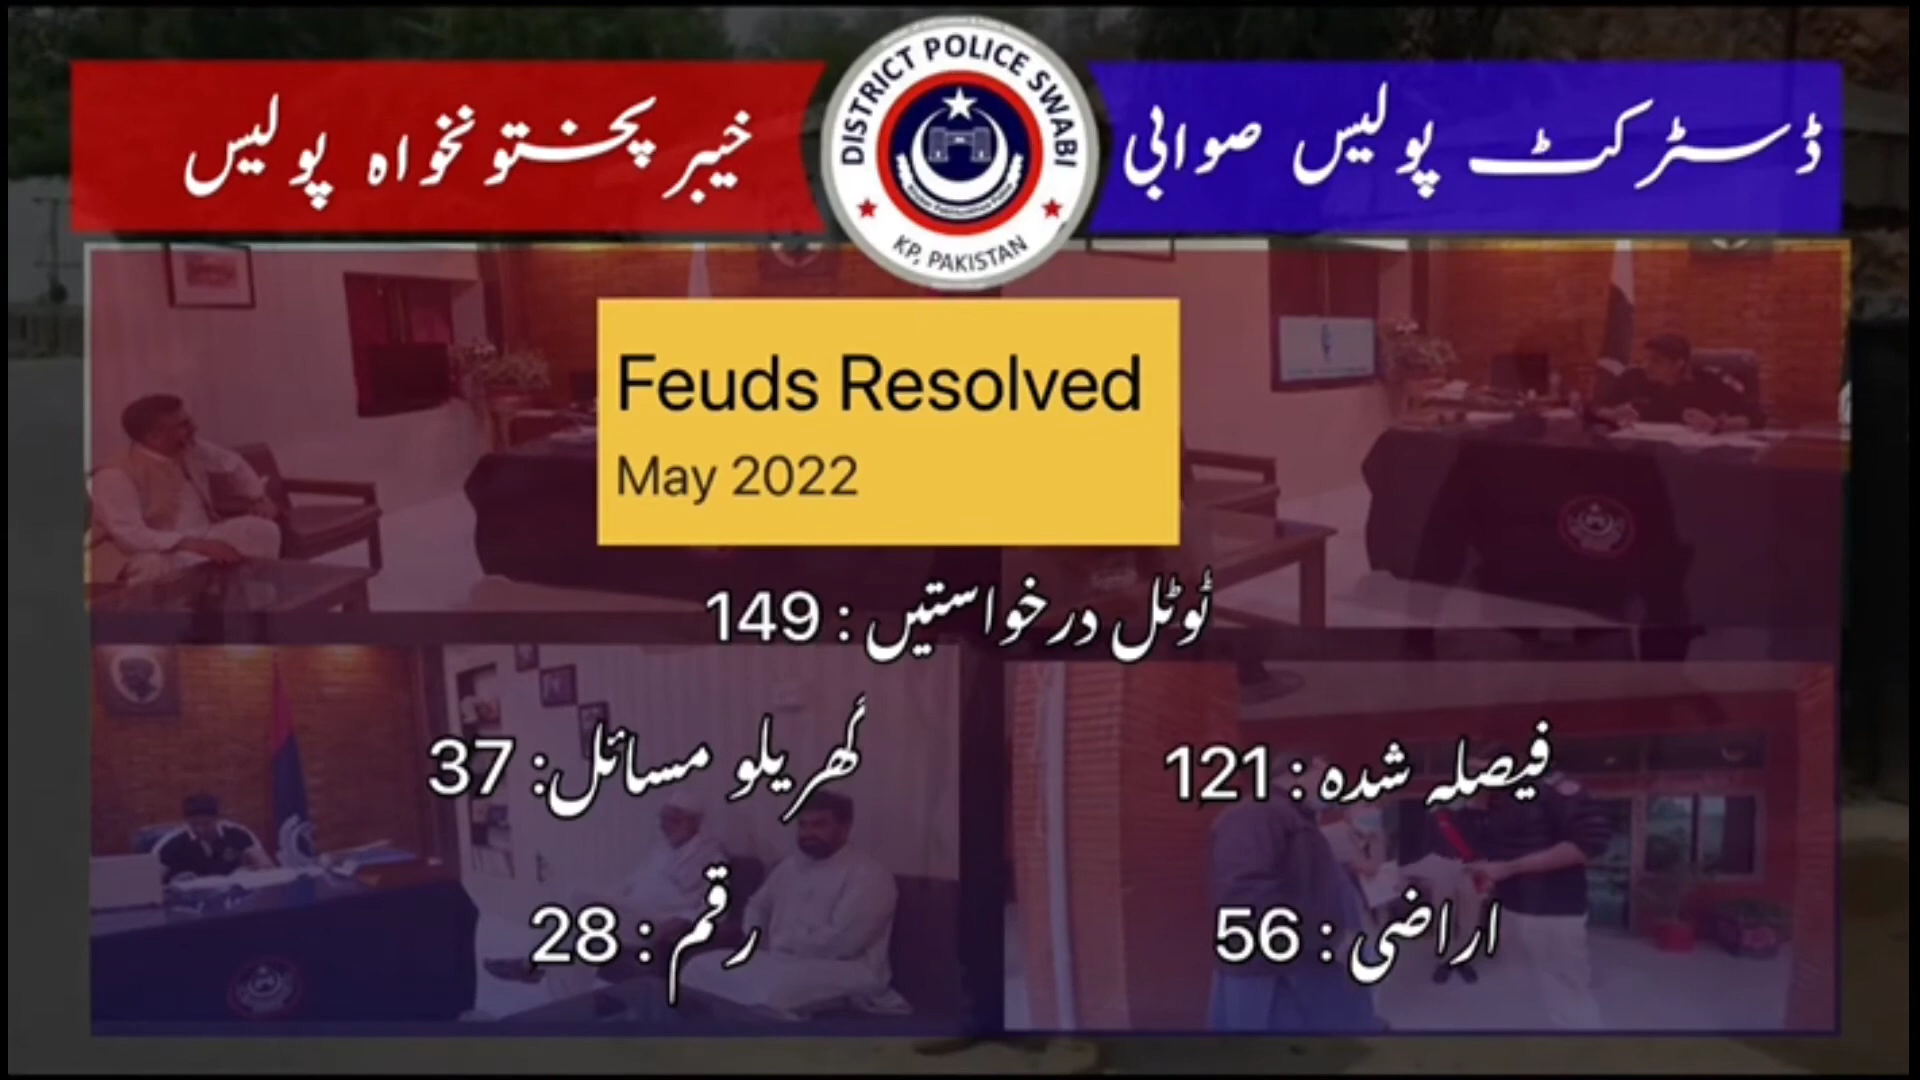 ڈسٹرکٹ پولیس صوابی
DISTRICT POLICE SWABI
KP, PAKISTAN
خیبر پختونخواہ پولیس
Feuds Resolved
May 2022
ٹوٹل درخواستیں : 149
فیصلہ شدہ : 121
گھریلو مسائل: 37
اراضی : 56
رقم : 28